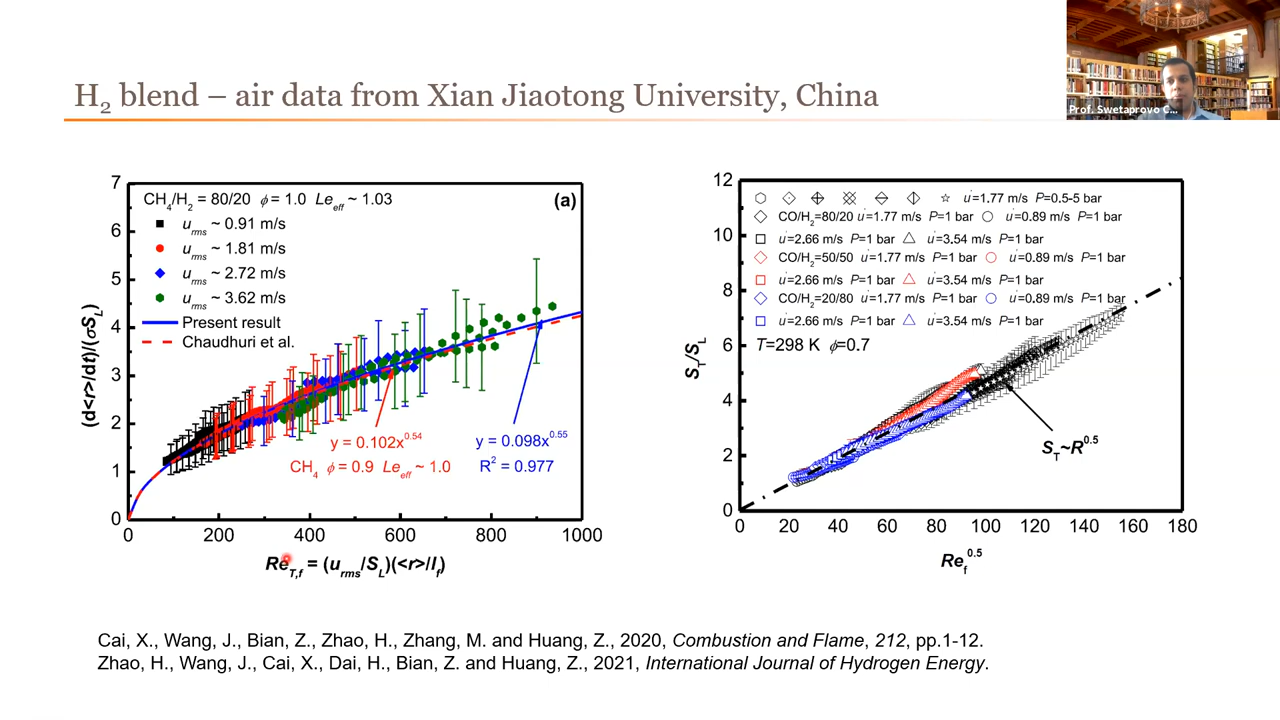 H2 blend – air data from Xian Jiaotong University, China
Prof. Swetaprovo C...
7
6
5
4
3
2
1
0
0 200 400 600 800 1000
(d<r>/dt)/(σSL)
CH4/H2 = 80/20 ϕ = 1.0 Leeff ~ 1.03
(a)
urms ~ 0.91 m/s
urms ~ 1.81 m/s
urms ~ 2.72 m/s
urms ~ 3.62 m/s
Present result
Chaudhuri et al.
y = 0.102x^0.54
CH4 ϕ = 0.9 Leeff ~ 1.0
y = 0.098x^0.55
R^2 = 0.977
ReT,f = (urms/SL)(<r>/lf)
12
10
8
6
4
2
0
0 20 40 60 80 100 120 140 160 180
ST/SL
u'=1.77 m/s P=0.5-5 bar
CO/H2=80/20 u'=1.77 m/s P=1 bar u'=0.89 m/s P=1 bar
u'=2.66 m/s P=1 bar u'=3.54 m/s P=1 bar
CO/H2=50/50 u'=1.77 m/s P=1 bar u'=0.89 m/s P=1 bar
u'=2.66 m/s P=1 bar u'=3.54 m/s P=1 bar
CO/H2=20/80 u'=1.77 m/s P=1 bar u'=0.89 m/s P=1 bar
u'=2.66 m/s P=1 bar u'=3.54 m/s P=1 bar
T=298 K ϕ=0.7
ST~R^0.5
Ref^0.5
Cai, X., Wang, J., Bian, Z., Zhao, H., Zhang, M. and Huang, Z., 2020, Combustion and Flame, 212, pp.1-12.
Zhao, H., Wang, J., Cai, X., Dai, H., Bian, Z. and Huang, Z., 2021, International Journal of Hydrogen Energy.